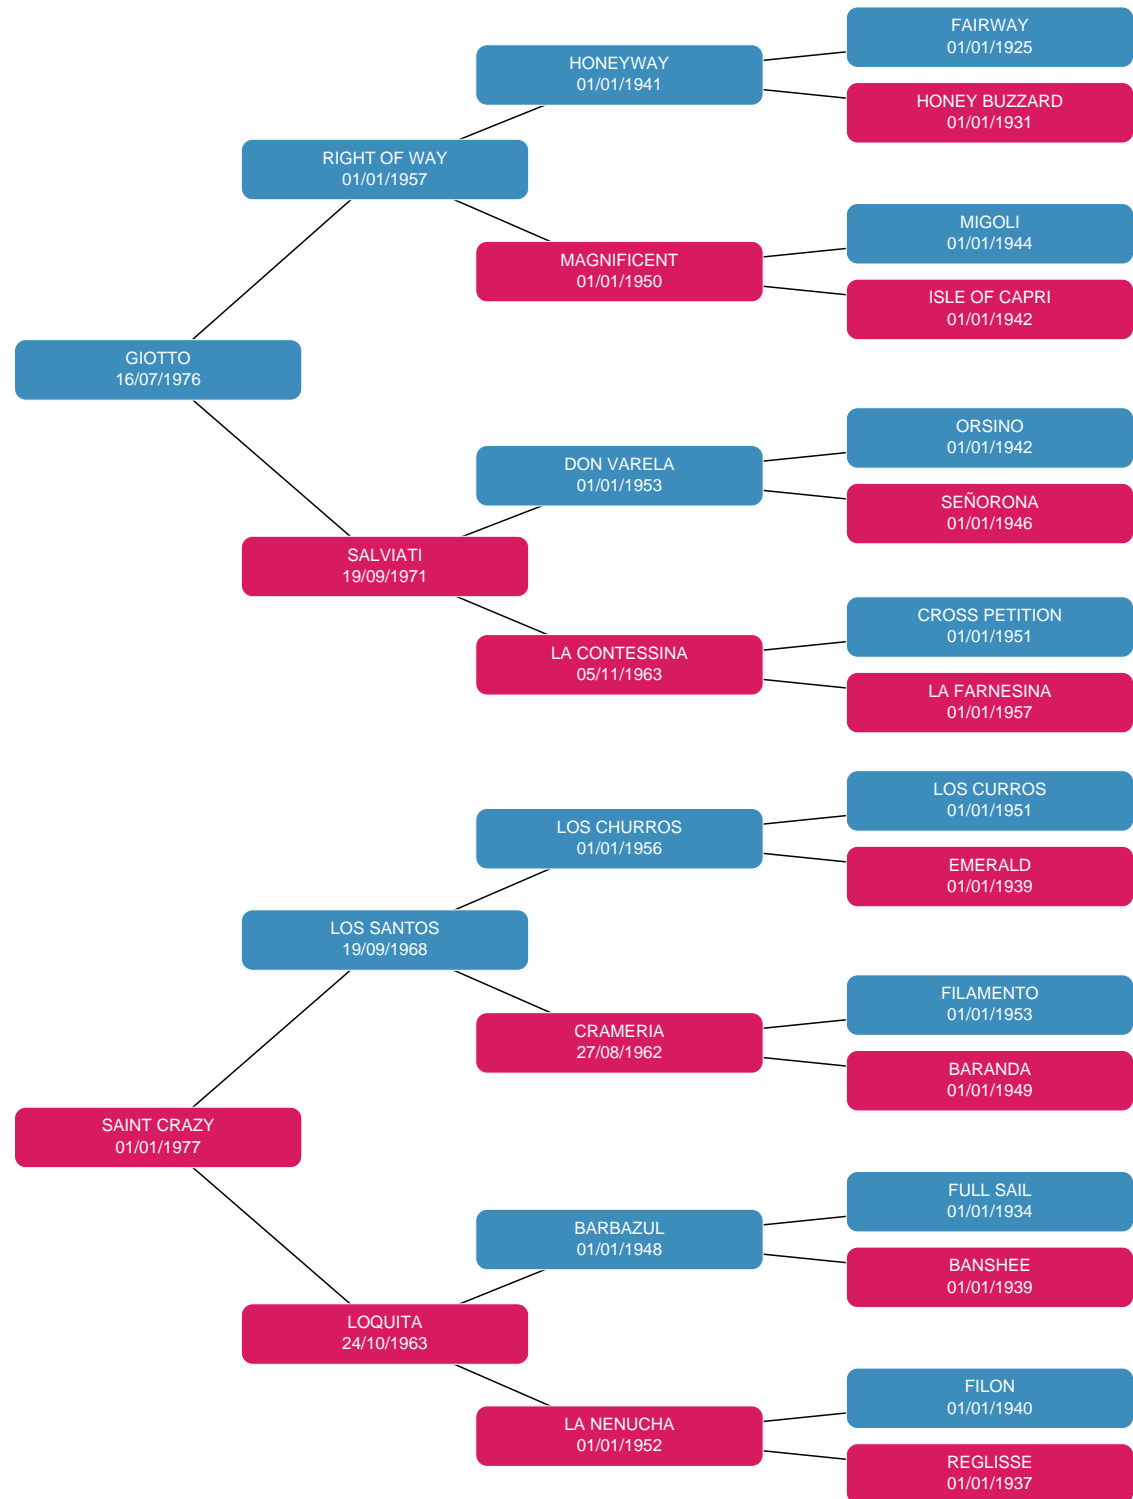 FAIRWAY
01/01/1925
HONEYWAY
01/01/1941
HONEY BUZZARD
01/01/1931
RIGHT OF WAY
01/01/1957
MIGOLI
01/01/1944
MAGNIFICENT
01/01/1950
ISLE OF CAPRI
01/01/1942
GIOTTO
16/07/1976
ORSINO
01/01/1942
DON VARELA
01/01/1953
SEÑORONA
01/01/1946
SALVIATI
19/09/1971
CROSS PETITION
01/01/1951
LA CONTESSINA
05/11/1963
LA FARNESINA
01/01/1957
LOS CURROS
01/01/1951
LOS CHURROS
01/01/1956
EMERALD
01/01/1939
LOS SANTOS
19/09/1968
FILAMENTO
01/01/1953
CRAMERIA
27/08/1962
BARANDA
01/01/1949
SAINT CRAZY
01/01/1977
FULL SAIL
01/01/1934
BARBAZUL
01/01/1948
BANSHEE
01/01/1939
LOQUITA
24/10/1963
FILON
01/01/1940
LA NENUCHA
01/01/1952
REGLISSE
01/01/1937